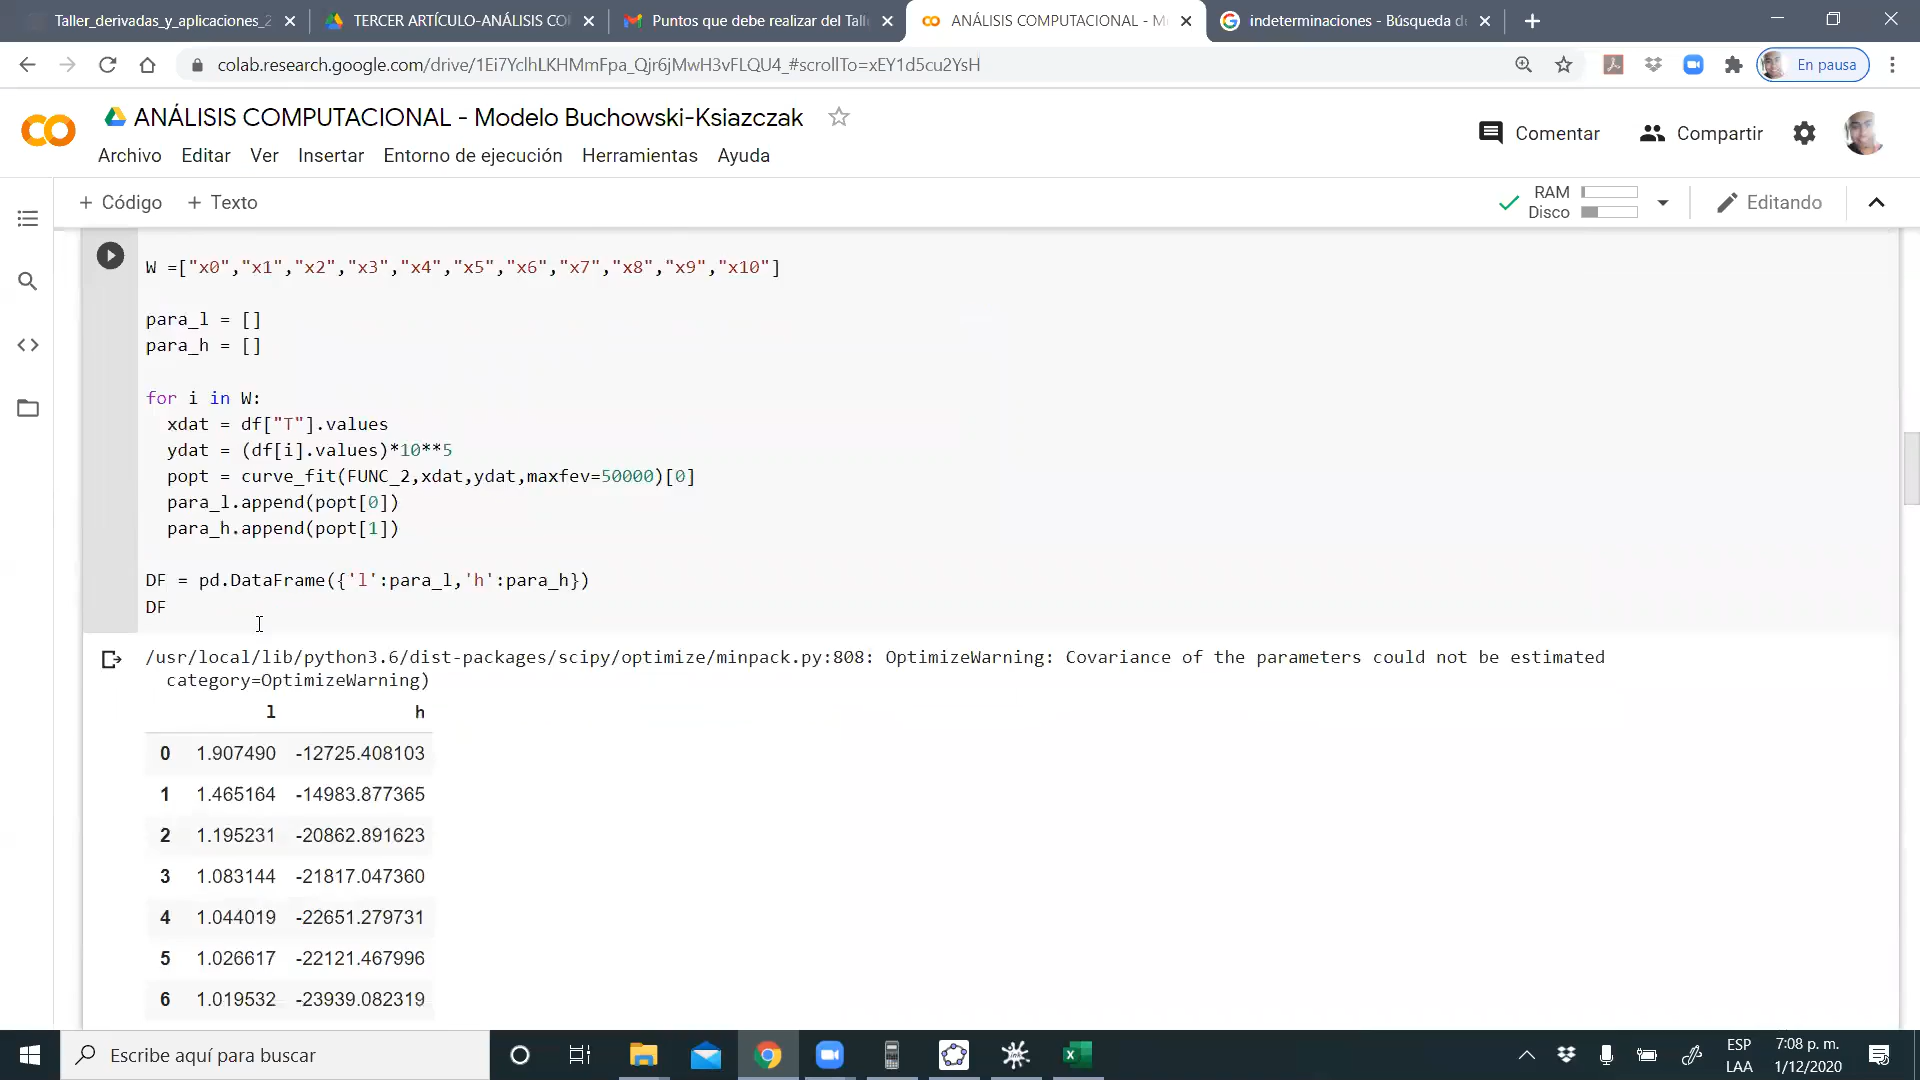 Taller_derivadas_y_aplicaciones_2
TERCER ARTÍCULO-ANÁLISIS CO
Puntos que debe realizar del Tall
ANÁLISIS COMPUTACIONAL - M
indeterminaciones - Búsqueda d
colab.research.google.com/drive/1Ei7YclhLKHMmFpa_Qjr6jMwH3vFLQU4_#scrollTo=xEY1d5cu2YsH
En pausa
ANÁLISIS COMPUTACIONAL - Modelo Buchowski-Ksiazczak
Archivo Editar Ver Insertar Entorno de ejecución Herramientas Ayuda
Comentar
Compartir
+ Código + Texto
RAM
Disco
Editando
W =["x0","x1","x2","x3","x4","x5","x6","x7","x8","x9","x10"]
para_l = []
para_h = []
for i in W:
xdat = df["T"].values
ydat = (df[i].values)*10**5
popt = curve_fit(FUNC_2,xdat,ydat,maxfev=50000)[0]
para_l.append(popt[0])
para_h.append(popt[1])
DF = pd.DataFrame({'l':para_l,'h':para_h})
DF
/usr/local/lib/python3.6/dist-packages/scipy/optimize/minpack.py:808: OptimizeWarning: Covariance of the parameters could not be estimated
category=OptimizeWarning)
l h
0 1.907490 -12725.408103
1 1.465164 -14983.877365
2 1.195231 -20862.891623
3 1.083144 -21817.047360
4 1.044019 -22651.279731
5 1.026617 -22121.467996
6 1.019532 -23939.082319
Escribe aquí para buscar
ESP
LAA
7:08 p. m.
1/12/2020